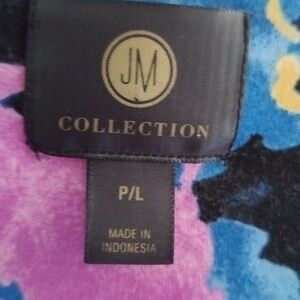 JM
COLLECTION
P/L
MADE IN
INDONESIA